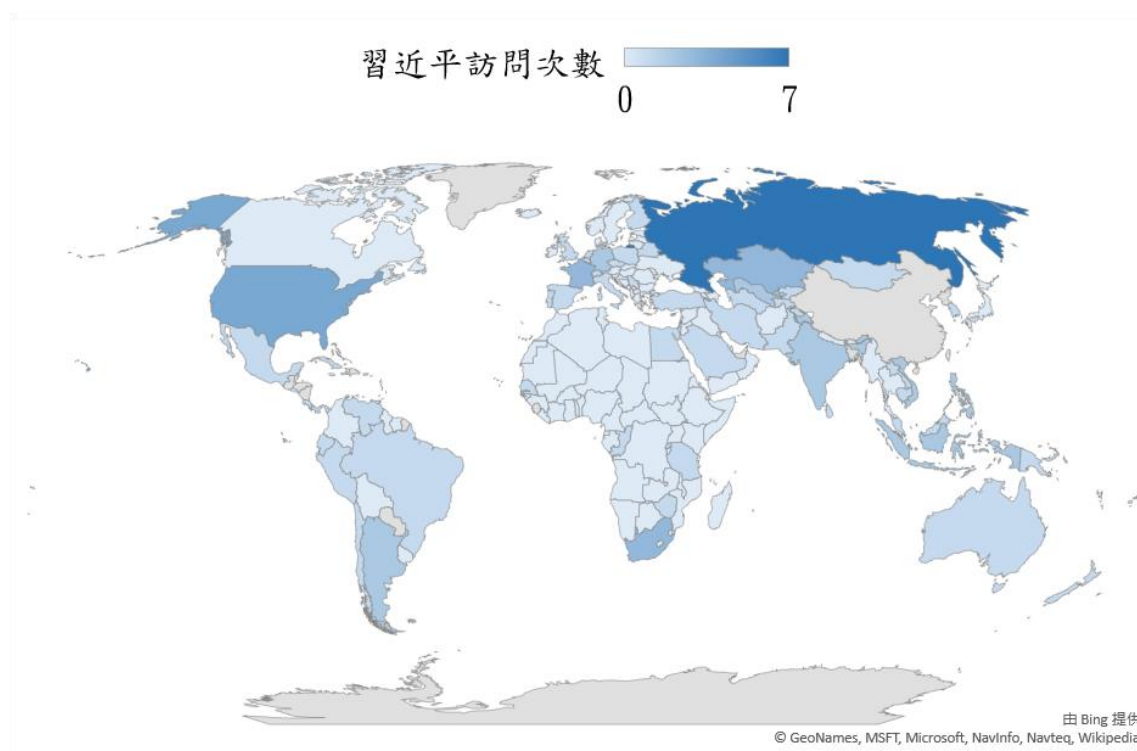 習近平訪問次數
0 7
由 Bing 提供
© GeoNames, MSFT, Microsoft, NavInfo, Navteq, Wikipedia